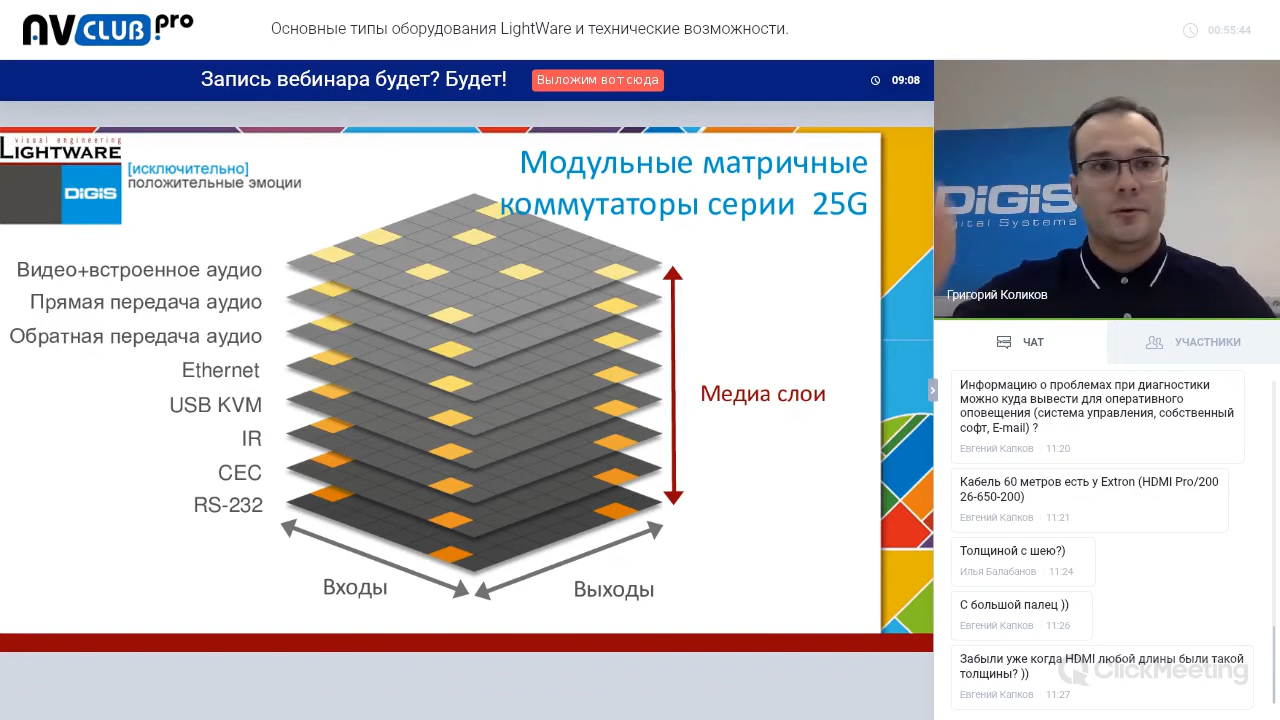 AVCLUB.pro
Основные типы оборудования LightWare и технические возможности.
00:55:44
Запись вебинара будет? Будет!
Выложим вот сюда
09:08
visual engineering
LIGHTWARE
DiGiS
[исключительно]
положительные эмоции
Модульные матричные
коммутаторы серии 25G
Видео+встроенное аудио
Прямая передача аудио
Обратная передача аудио
Ethernet
USB KVM
IR
CEC
RS-232
Медиа слои
Входы
Выходы
DiGiS
Digital Systems
Григорий Коликов
ЧАТ
УЧАСТНИКИ
Информацию о проблемах при диагностики
можно куда вывести для оперативного
оповещения (система управления, собственный
софт, E-mail) ?
Евгений Капков · 11:20
Кабель 60 метров есть у Extron (HDMI Pro/200
26-650-200)
Евгений Капков · 11:21
Толщиной с шею?)
Илья Балабанов · 11:24
С большой палец ))
Евгений Капков · 11:26
Забыли уже когда HDMI любой длины были такой
толщины? ))
Евгений Капков · 11:27
ClickMeeting